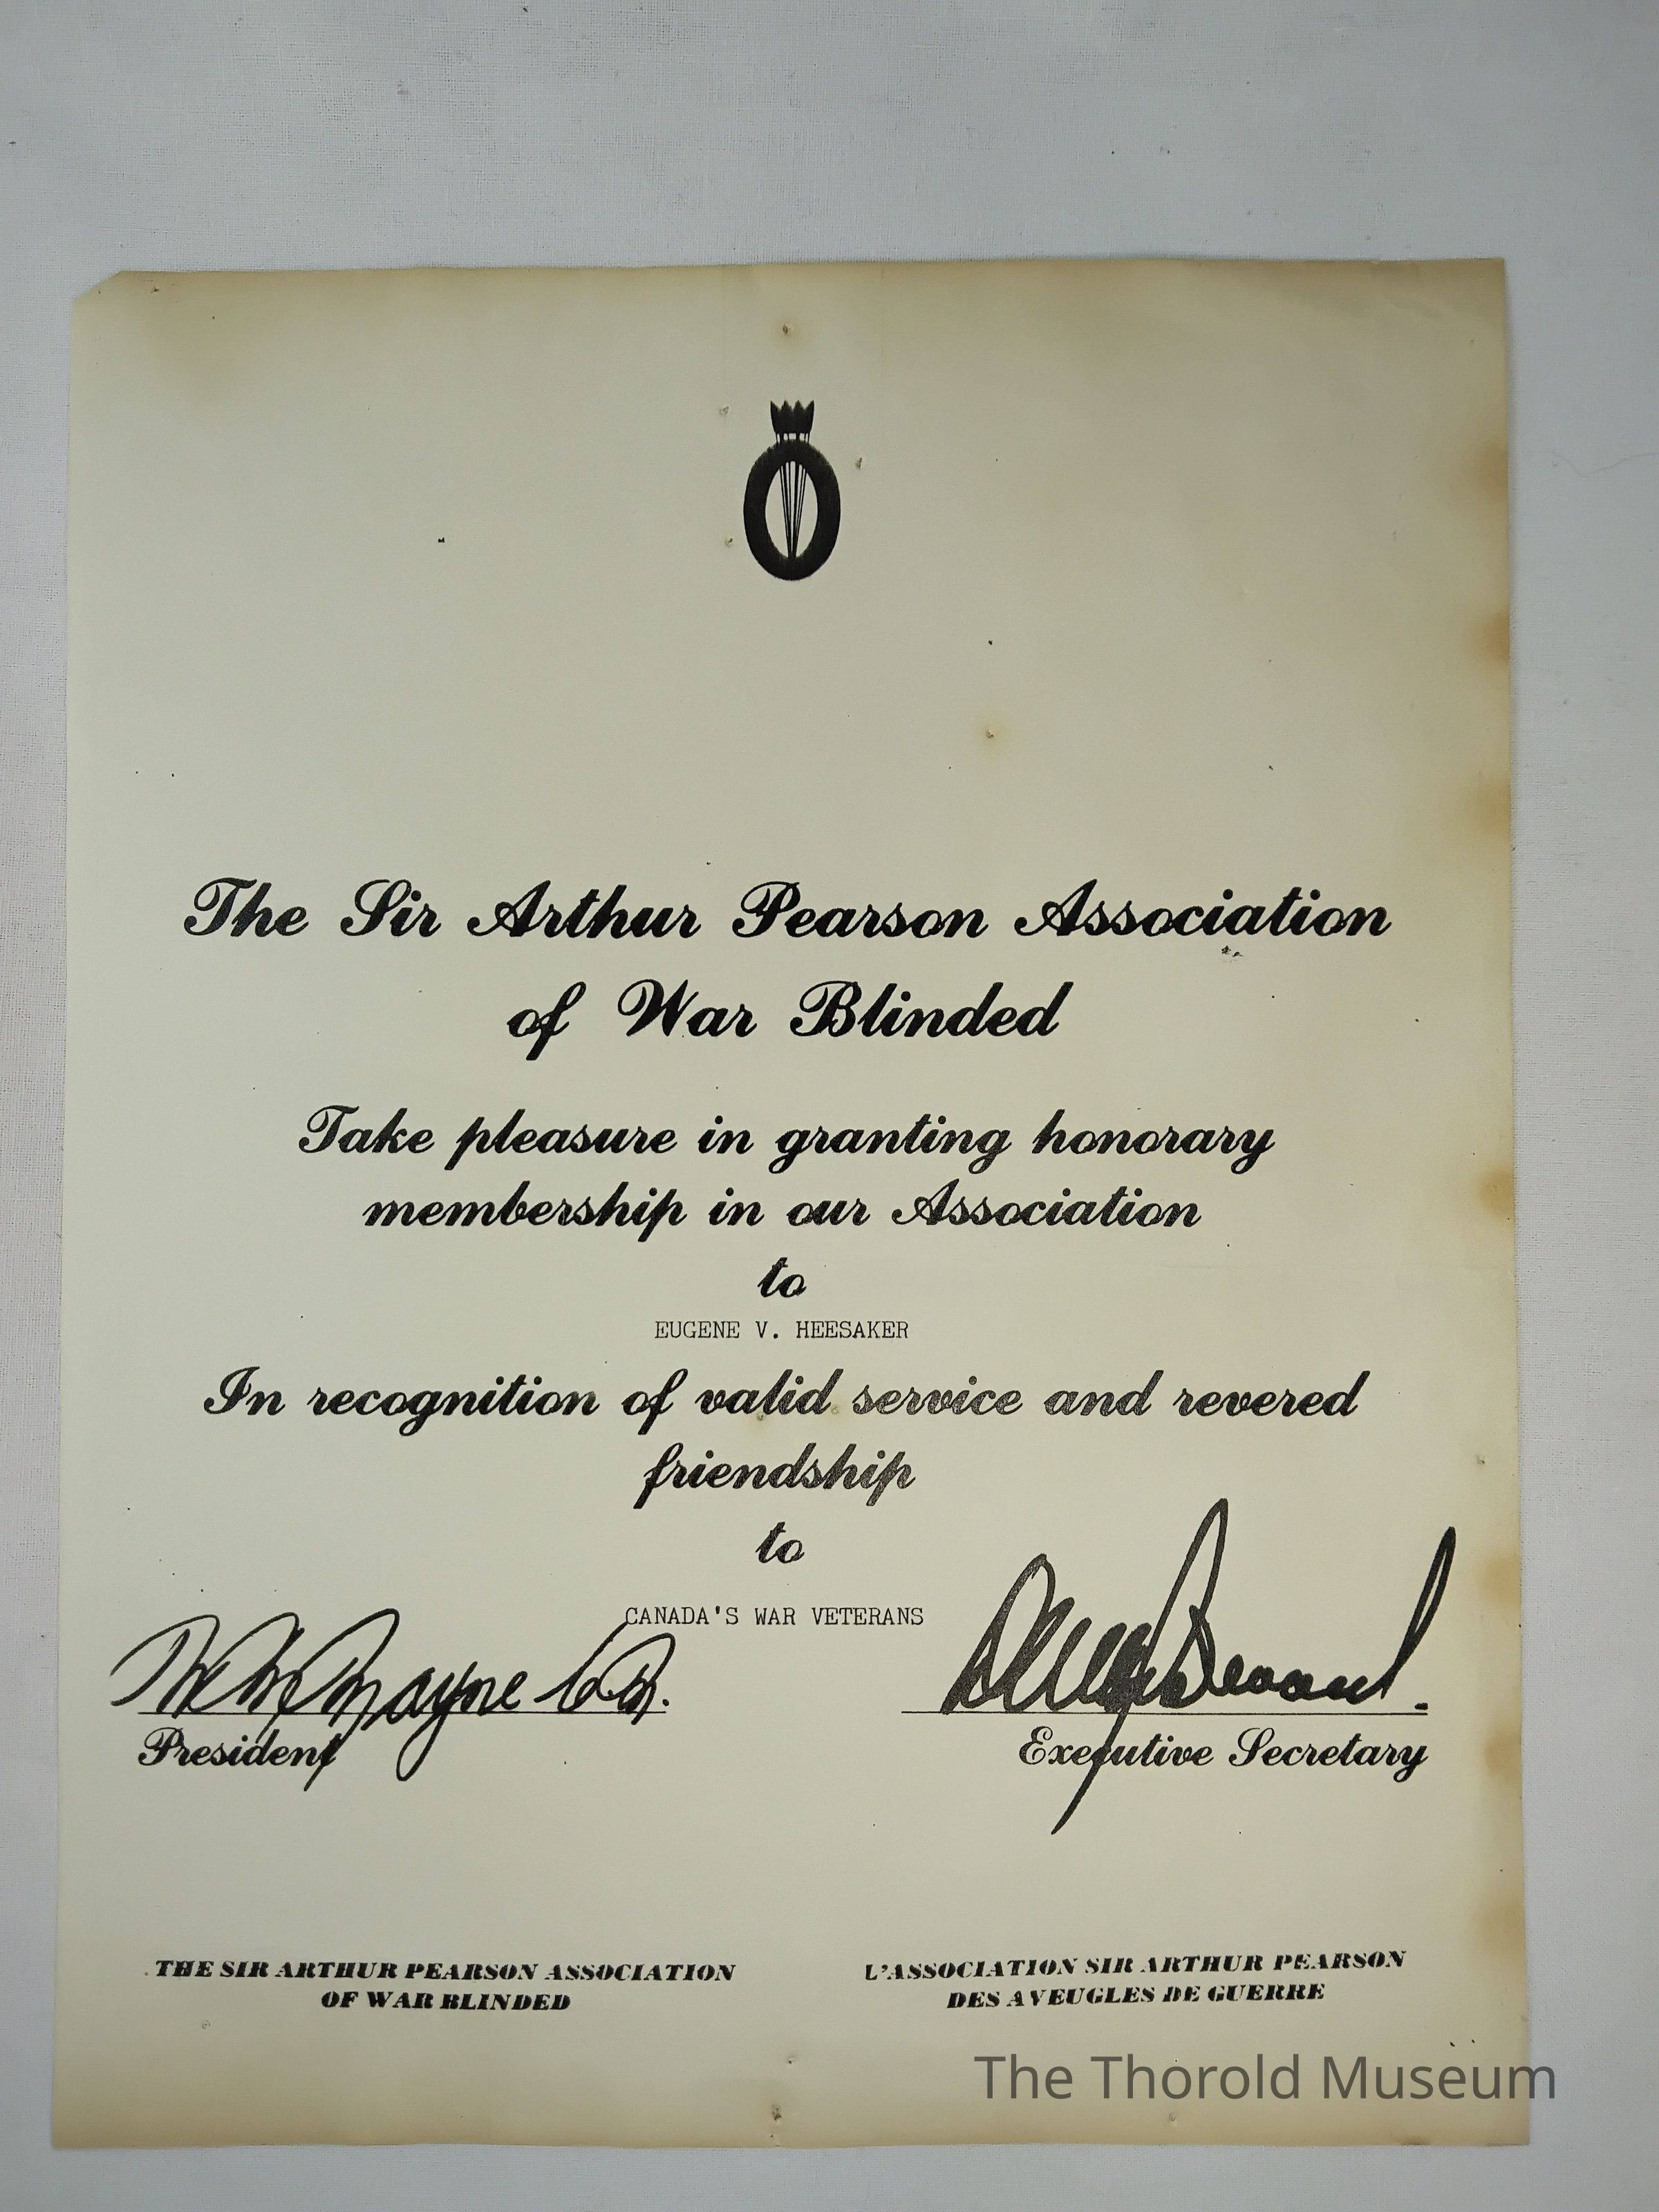 The Sir Arthur Pearson Association
of War Blinded
Take pleasure in granting honorary
membership in our Association
to
EUGENE V. HEESAKER
In recognition of valid service and revered
friendship
to
CANADA'S WAR VETERANS
Mayne
President
Executive Secretary
THE SIR ARTHUR PEARSON ASSOCIATION
OF WAR BLINDED
L'ASSOCIATION SIR ARTHUR PEARSON
DES AVEUGLES DE GUERRE
The Thorold Museum